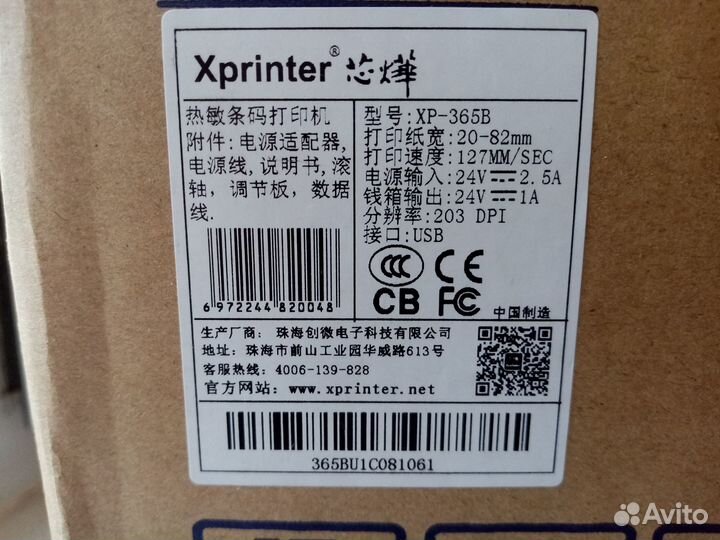 Xprinter® 芯烨
热敏条码打印机
附件: 电源适配器,
电源线, 说明书, 滚
轴, 调节板, 数据
线.
6 972244 820048
型号: XP-365B
打印纸宽: 20-82mm
打印速度: 127MM/SEC
电源输入: 24V⎓2.5A
钱箱输出: 24V⎓1A
分辨率: 203 DPI
接口: USB
CCC CE
CB FC
中国制造
生产厂商: 珠海创微电子科技有限公司
地址: 珠海市前山工业园华威路613号
客服热线: 4006-139-828
官方网站: www.xprinter.net
365BU1C081061
Avito